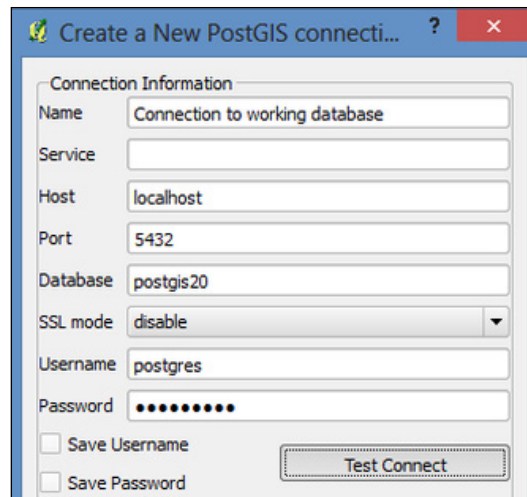 Create a New PostGIS connecti... ?
Connection Information
Name Connection to working database
Service
Host localhost
Port 5432
Database postgis20
SSL mode disable
Username postgres
Password •••••••••
Save Username
Test Connect
Save Password